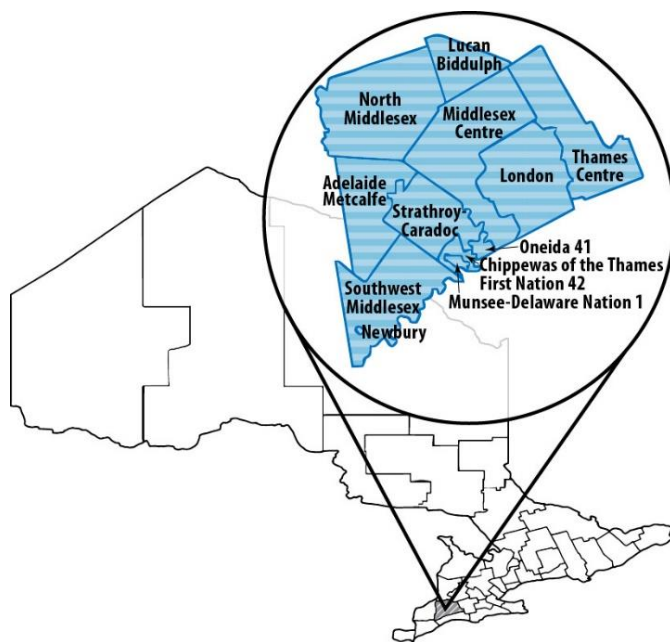 Lucan
Biddulph
North
Middlesex
Middlesex
Centre
Thames
Centre
London
Adelaide
Metcalfe
Strathroy-
Caradoc
Oneida 41
Chippewas of the Thames
First Nation 42
Munsee-Delaware Nation 1
Southwest
Middlesex
Newbury